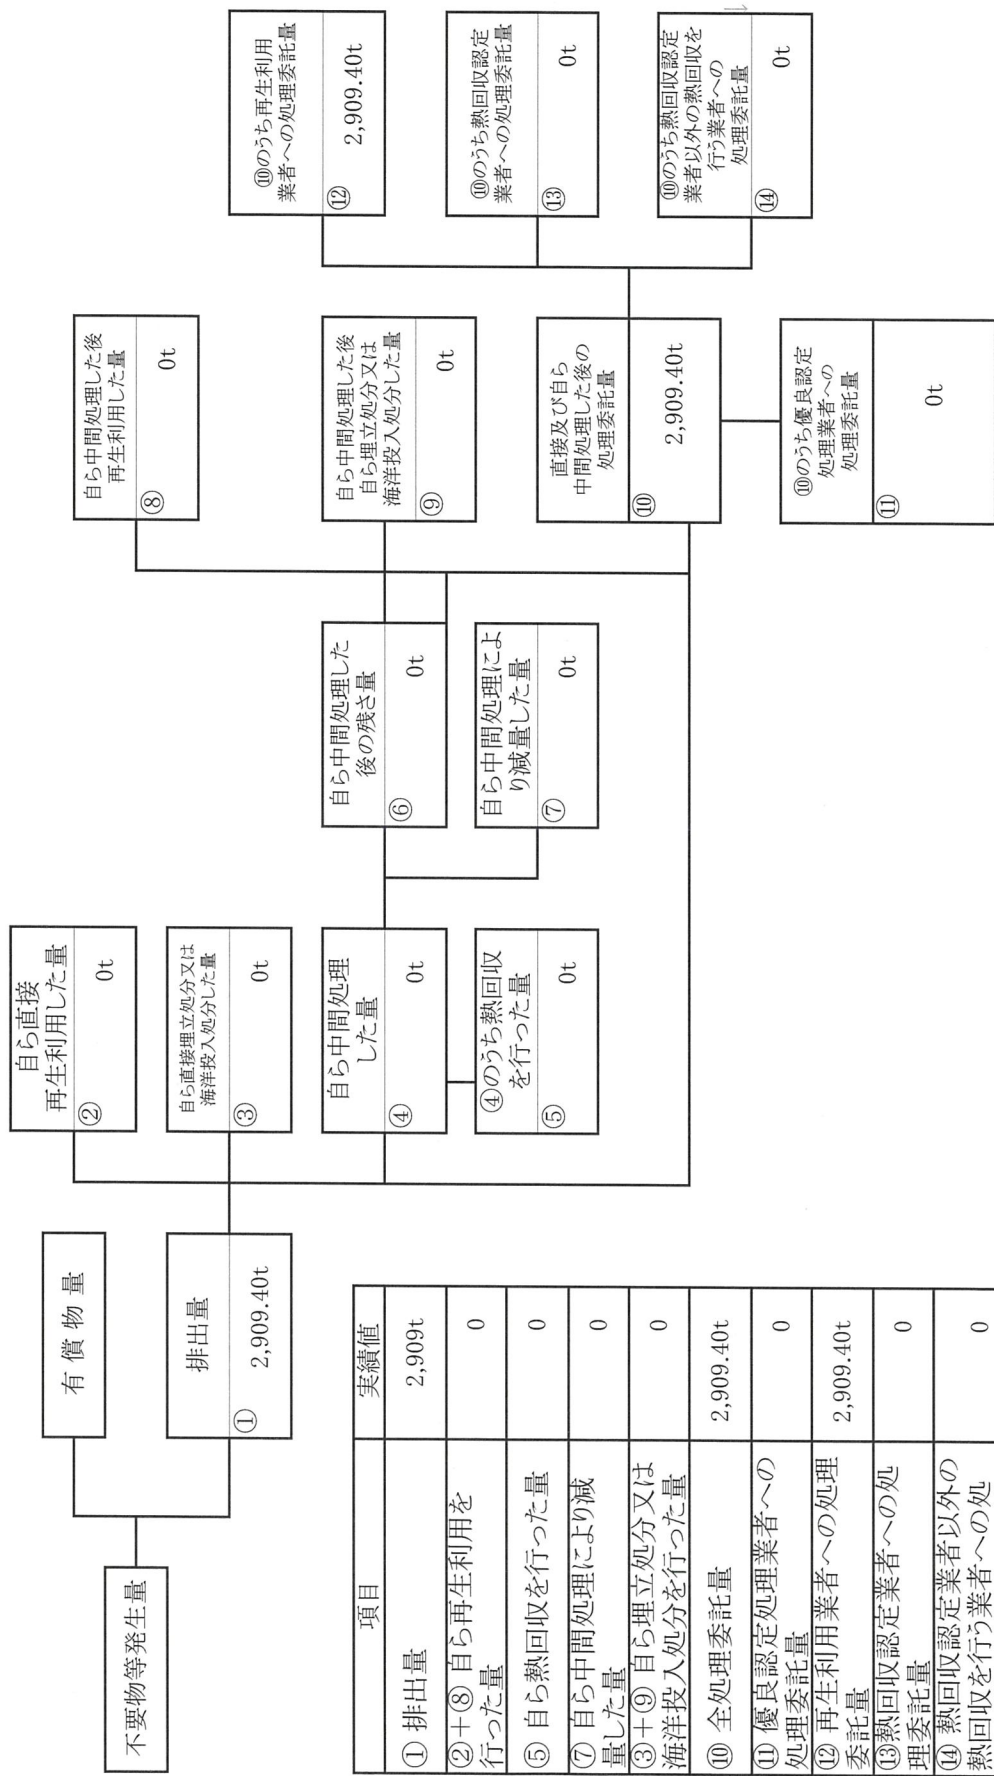 不要物等発生量
有償物量
排出量
①
2,909.40t
自ら直接
再生利用した量
②
0t
自ら直接埋立処分又は
海洋投入処分した量
③
0t
自ら中間処理
した量
④
0t
④のうち熱回収
を行った量
⑤
0t
自ら中間処理した
後の残さ量
⑥
0t
自ら中間処理によ
り減量した量
⑦
0t
自ら中間処理した後
再生利用した量
⑧
0t
自ら中間処理した後
自ら埋立処分又は
海洋投入処分した量
⑨
0t
直接及び自ら
中間処理した後の
処理委託量
⑩
2,909.40t
⑩のうち優良認定
処理業者への
処理委託量
⑪
0t
⑩のうち再生利用
業者への処理委託量
⑫
2,909.40t
⑩のうち熱回収認定
業者への処理委託量
⑬
0t
⑩のうち熱回収認定
業者以外の熱回収を
行う業者への
処理委託量
⑭
0t
項目 実績値
① 排出量 2,909t
②+⑧ 自ら再生利用を
行った量 0
⑤ 自ら熱回収を行った量 0
⑦ 自ら中間処理により減
量した量 0
③+⑨ 自ら埋立処分又は
海洋投入処分を行った量 0
⑩ 全処理委託量 2,909.40t
⑪ 優良認定処理業者への
処理委託量 0
⑫ 再生利用業者への処理
委託量 2,909.40t
⑬熱回収認定業者への処
理委託量 0
⑭ 熱回収認定業者以外の
熱回収を行う業者への処 0